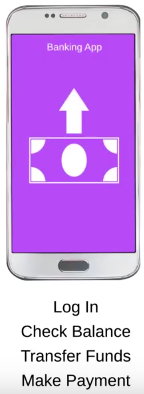 Banking App
Log In
Check Balance
Transfer Funds
Make Payment